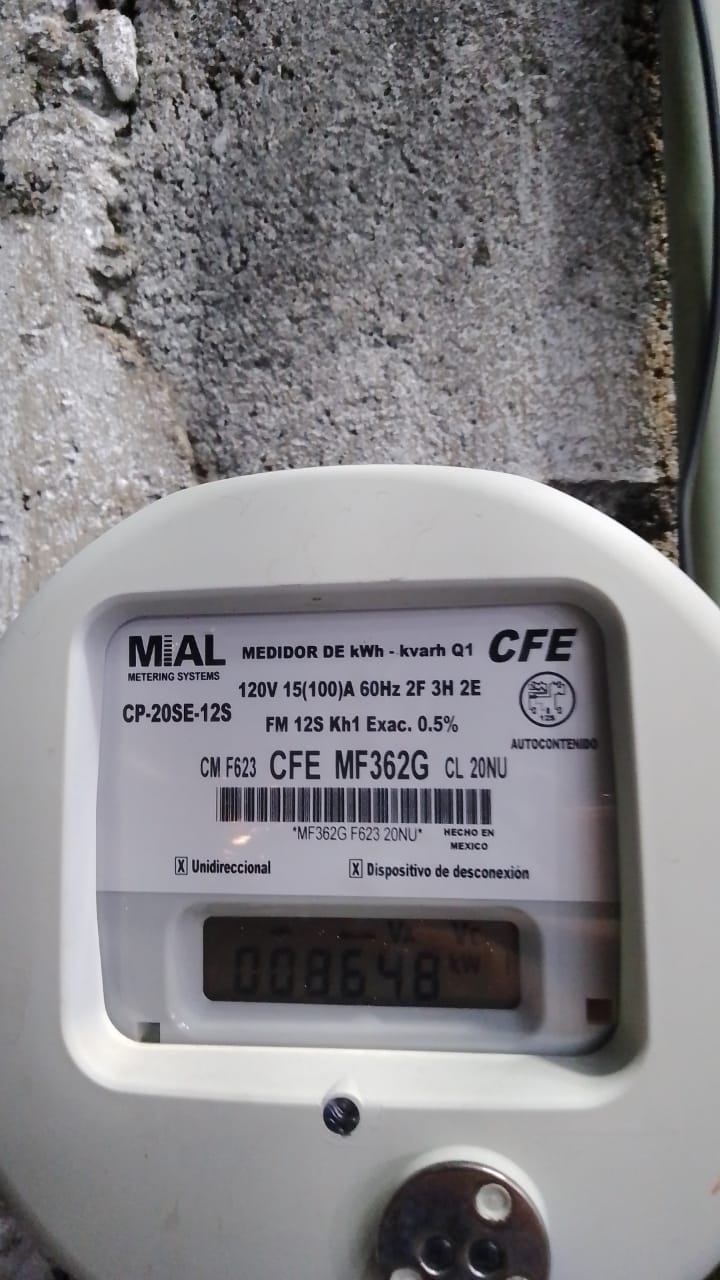 MIAL
METERING SYSTEMS
MEDIDOR DE kWh - kvarh Q1
CFE
120V 15(100)A 60Hz 2F 3H 2E
CP-20SE-12S
FM 12S Kh1 Exac. 0.5%
AUTOCONTENIDO
CM F623 CFE MF362G CL 20NU
*MF362G F623 20NU*
HECHO EN
MEXICO
X Unidireccional
X Dispositivo de desconexión
008648 kW